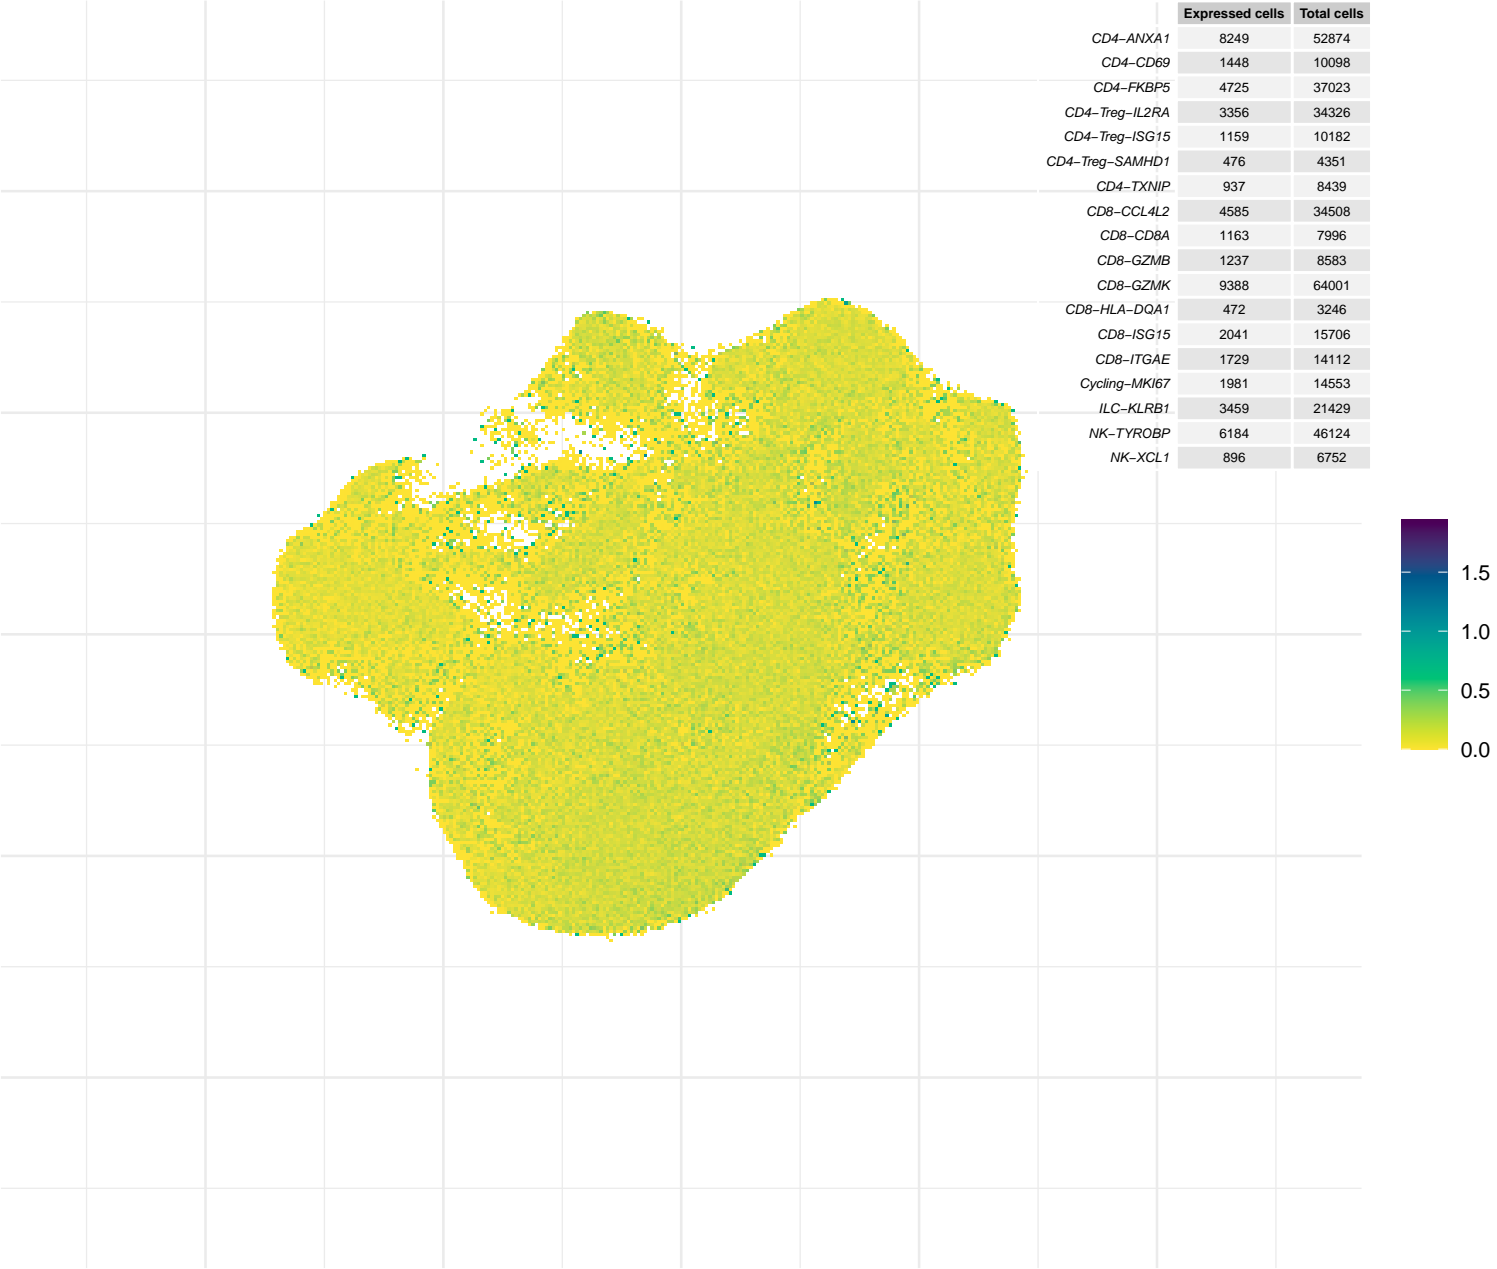 Expressed cells Total cells
CD4−ANXA1 8249 52874
CD4−CD69 1448 10098
CD4−FKBP5 4725 37023
CD4−Treg−IL2RA 3356 34326
CD4−Treg−ISG15 1159 10182
CD4−Treg−SAMHD1 476 4351
CD4−TXNIP 937 8439
CD8−CCL4L2 4585 34508
CD8−CD8A 1163 7996
CD8−GZMB 1237 8583
CD8−GZMK 9388 64001
CD8−HLA−DQA1 472 3246
CD8−ISG15 2041 15706
CD8−ITGAE 1729 14112
Cycling−MKI67 1981 14553
ILC−KLRB1 3459 21429
NK−TYROBP 6184 46124
NK−XCL1 896 6752
1.5
1.0
0.5
0.0